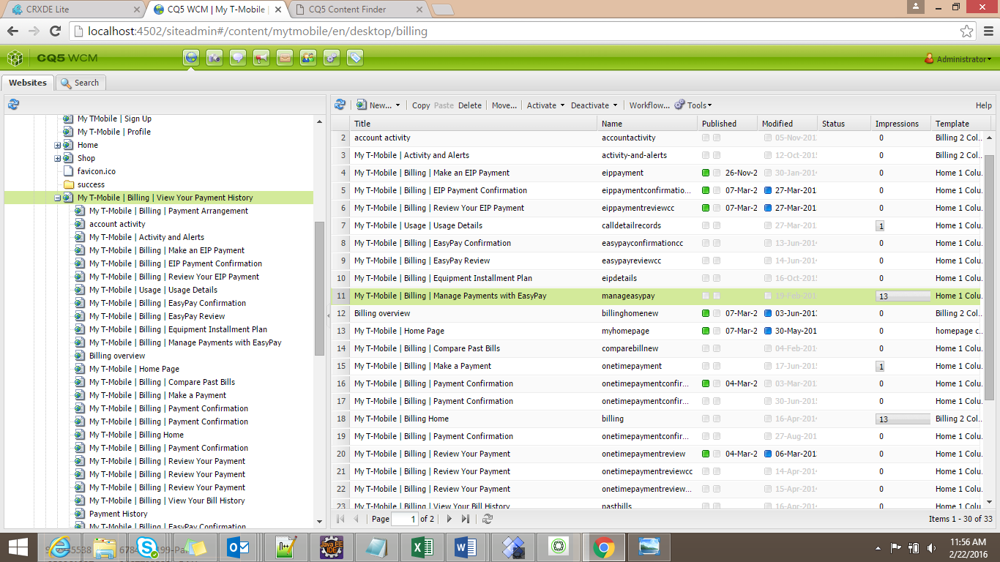 CRXDE Lite
CQ5 WCM | My T-Mobile |
CQ5 Content Finder
localhost:4502/siteadmin#/content/mytmobile/en/desktop/billing
CQ5 WCM
Administrator
Websites
Search
New...
Copy
Paste
Delete
Move...
Activate
Deactivate
Workflow...
Tools
Help
My TMobile | Sign Up
My T-Mobile | Profile
Home
Shop
favicon.ico
success
My T-Mobile | Billing | View Your Payment History
My T-Mobile | Billing | Payment Arrangement
account activity
My T-Mobile | Activity and Alerts
My T-Mobile | Billing | Make an EIP Payment
My T-Mobile | Billing | EIP Payment Confirmation
My T-Mobile | Billing | Review Your EIP Payment
My T-Mobile | Usage | Usage Details
My T-Mobile | Billing | EasyPay Confirmation
My T-Mobile | Billing | EasyPay Review
My T-Mobile | Billing | Equipment Installment Plan
My T-Mobile | Billing | Manage Payments with EasyPay
Billing overview
My T-Mobile | Home Page
My T-Mobile | Billing | Compare Past Bills
My T-Mobile | Billing | Make a Payment
My T-Mobile | Billing | Payment Confirmation
My T-Mobile | Billing | Payment Confirmation
My T-Mobile | Billing Home
My T-Mobile | Billing | Payment Confirmation
My T-Mobile | Billing | Review Your Payment
My T-Mobile | Billing | Review Your Payment
My T-Mobile | Billing | Review Your Payment
My T-Mobile | Billing | View Your Bill History
Payment History
My T-Mobile | Billing | EasyPay Confirmation
Title Name Published Modified Status Impressions Template
2 account activity accountactivity 05-Nov-201 0 Billing 2 Col...
3 My T-Mobile | Activity and Alerts activity-and-alerts 12-Oct-201 0 Billing 2 Col...
4 My T-Mobile | Billing | Make an EIP Payment eippayment 26-Nov-2 30-Jan-201 0 Home 1 Colu...
5 My T-Mobile | Billing | EIP Payment Confirmation eippaymentconfirmatio... 07-Mar-2 27-Mar-201 0 Home 1 Colu...
6 My T-Mobile | Billing | Review Your EIP Payment eippaymentreviewcc 07-Mar-2 27-Mar-201 0 Home 1 Colu...
7 My T-Mobile | Usage | Usage Details calldetailrecords 27-Mar-201 1 Home 1 Colu...
8 My T-Mobile | Billing | EasyPay Confirmation easypayconfirmationcc 13-Jun-201 0 Home 1 Colu...
9 My T-Mobile | Billing | EasyPay Review easypayreviewcc 14-Jun-201 0 Home 1 Colu...
10 My T-Mobile | Billing | Equipment Installment Plan eipdetails 16-Oct-201 0 Home 1 Colu...
11 My T-Mobile | Billing | Manage Payments with EasyPay manageeasypay 19-Feb-201 13 Home 1 Colu...
12 Billing overview billinghomenew 07-Mar-2 03-Jun-201 0 Billing 2 Col...
13 My T-Mobile | Home Page myhomepage 07-Mar-2 30-May-201 0 homepage c...
14 My T-Mobile | Billing | Compare Past Bills comparebillnew 04-Feb-201 0 Home 1 Colu...
15 My T-Mobile | Billing | Make a Payment onetimepayment 17-Jun-201 1 Home 1 Colu...
16 My T-Mobile | Billing | Payment Confirmation onetimepaymentconfir... 04-Mar-2 03-Mar-201 0 Home 1 Colu...
17 My T-Mobile | Billing | Payment Confirmation onetimepaymentconfir... 30-Jun-201 0 Home 1 Colu...
18 My T-Mobile | Billing Home billing 16-Apr-201 13 Billing 2 Col...
19 My T-Mobile | Billing | Payment Confirmation onetimepaymentconfir... 27-Aug-201 0 Home 1 Colu...
20 My T-Mobile | Billing | Review Your Payment onetimepaymentreview 04-Mar-2 06-Mar-201 0 Home 1 Colu...
21 My T-Mobile | Billing | Review Your Payment onetimepaymentreviewcc 14-Apr-201 0 Home 1 Colu...
22 My T-Mobile | Billing | Review Your Payment onetimepaymentreview... 15-Apr-201 0 Home 1 Colu...
23 My T-Mobile | Billing | View Your Bill History pastbills 16-Apr-201 0 Home 1 Colu...
Page 1 of 2
Items 1 - 30 of 33
Java EE
IDE
11:56 AM
2/22/2016